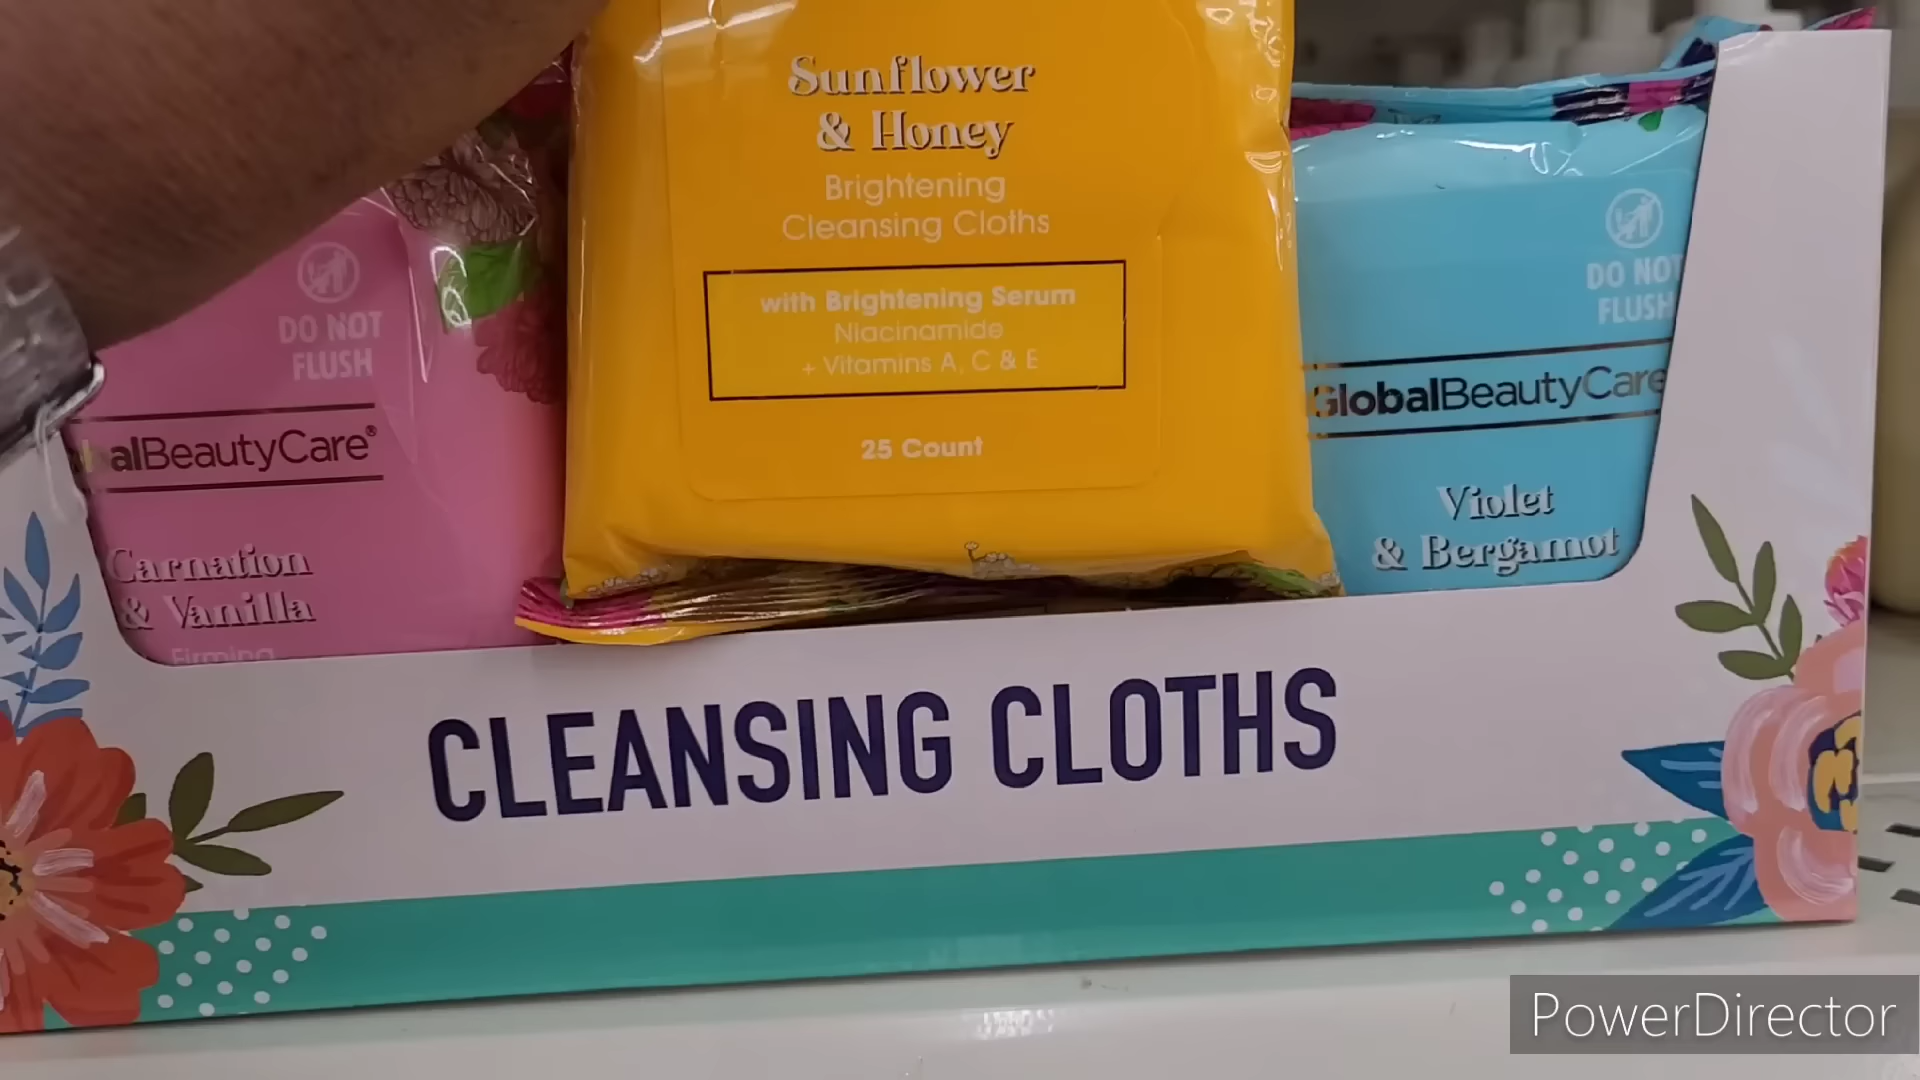 Sunflower
& Honey
Brightening
Cleansing Cloths
with Brightening Serum
Niacinamide
+ Vitamins A, C & E
25 Count
DO NOT
FLUSH
alBeautyCare®
Carnation
& Vanilla
Firming
DO NOT
FLUSH
GlobalBeautyCare
Violet
& Bergamot
CLEANSING CLOTHS
PowerDirector